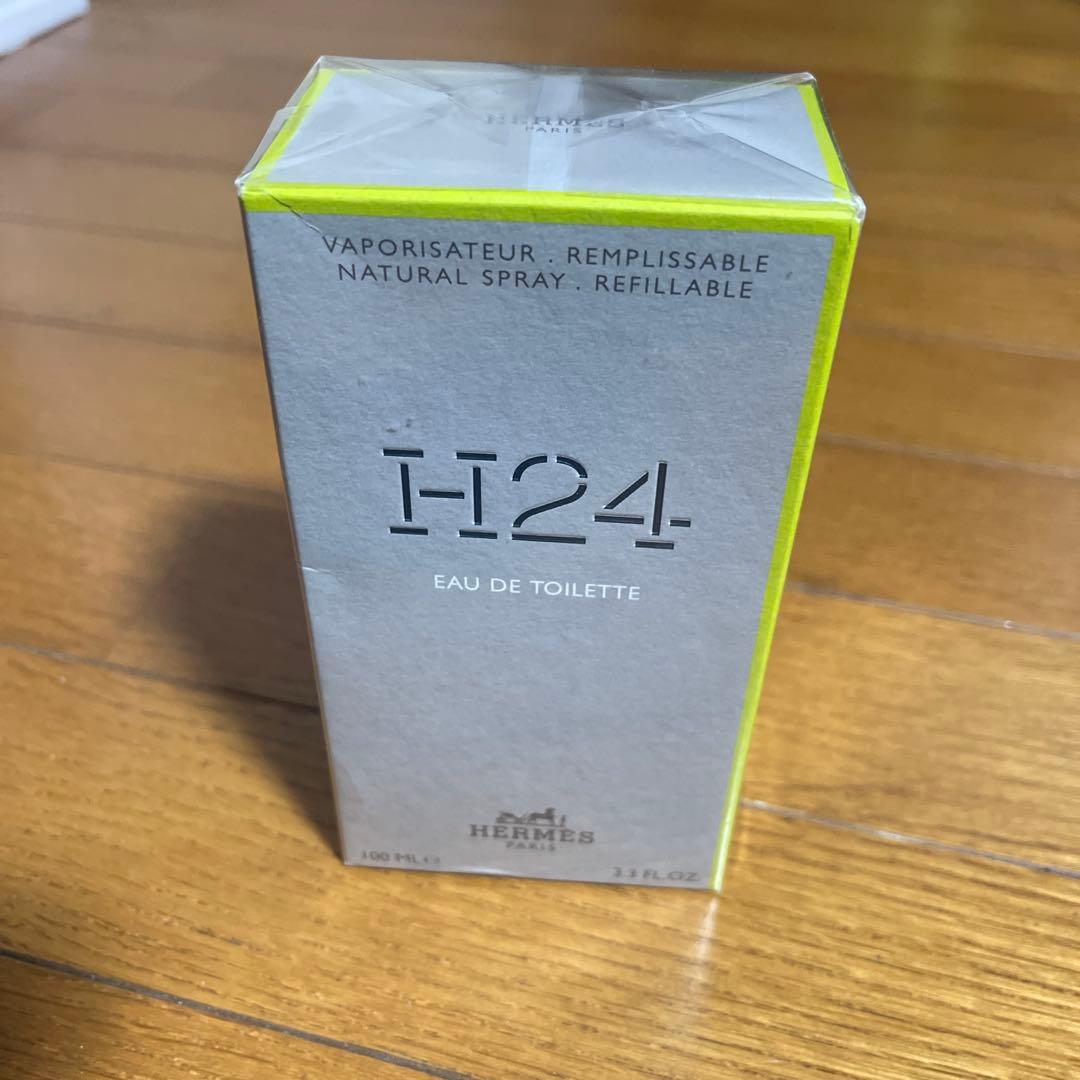 HERMES
PARIS
VAPORISATEUR . REMPLISSABLE
NATURAL SPRAY . REFILLABLE
H24
EAU DE TOILETTE
HERMES
PARIS
100 ML ℮
3.3 FL.OZ.